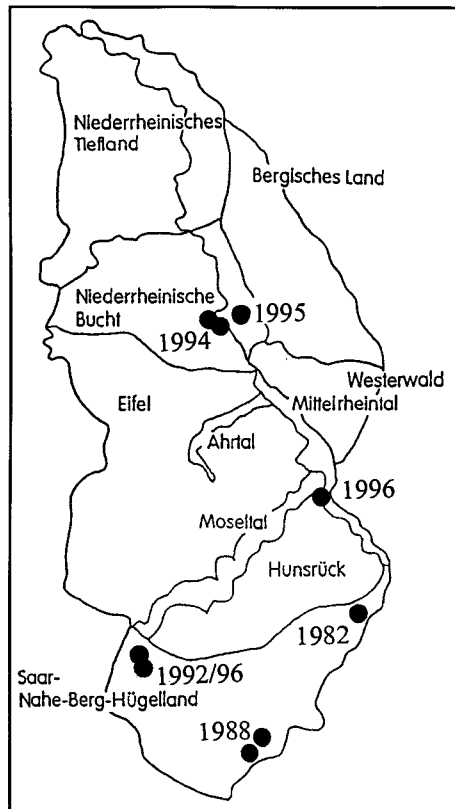 Niederrheinisches
Tiefland
Bergisches Land
Niederrheinische
Bucht
1995
1994
Westerwald
Eifel
Mittelrheintal
Ahrtal
1996
Moseltal
Hunsrück
1982
1992/96
Saar-
Nahe-Berg-Hügelland
1988